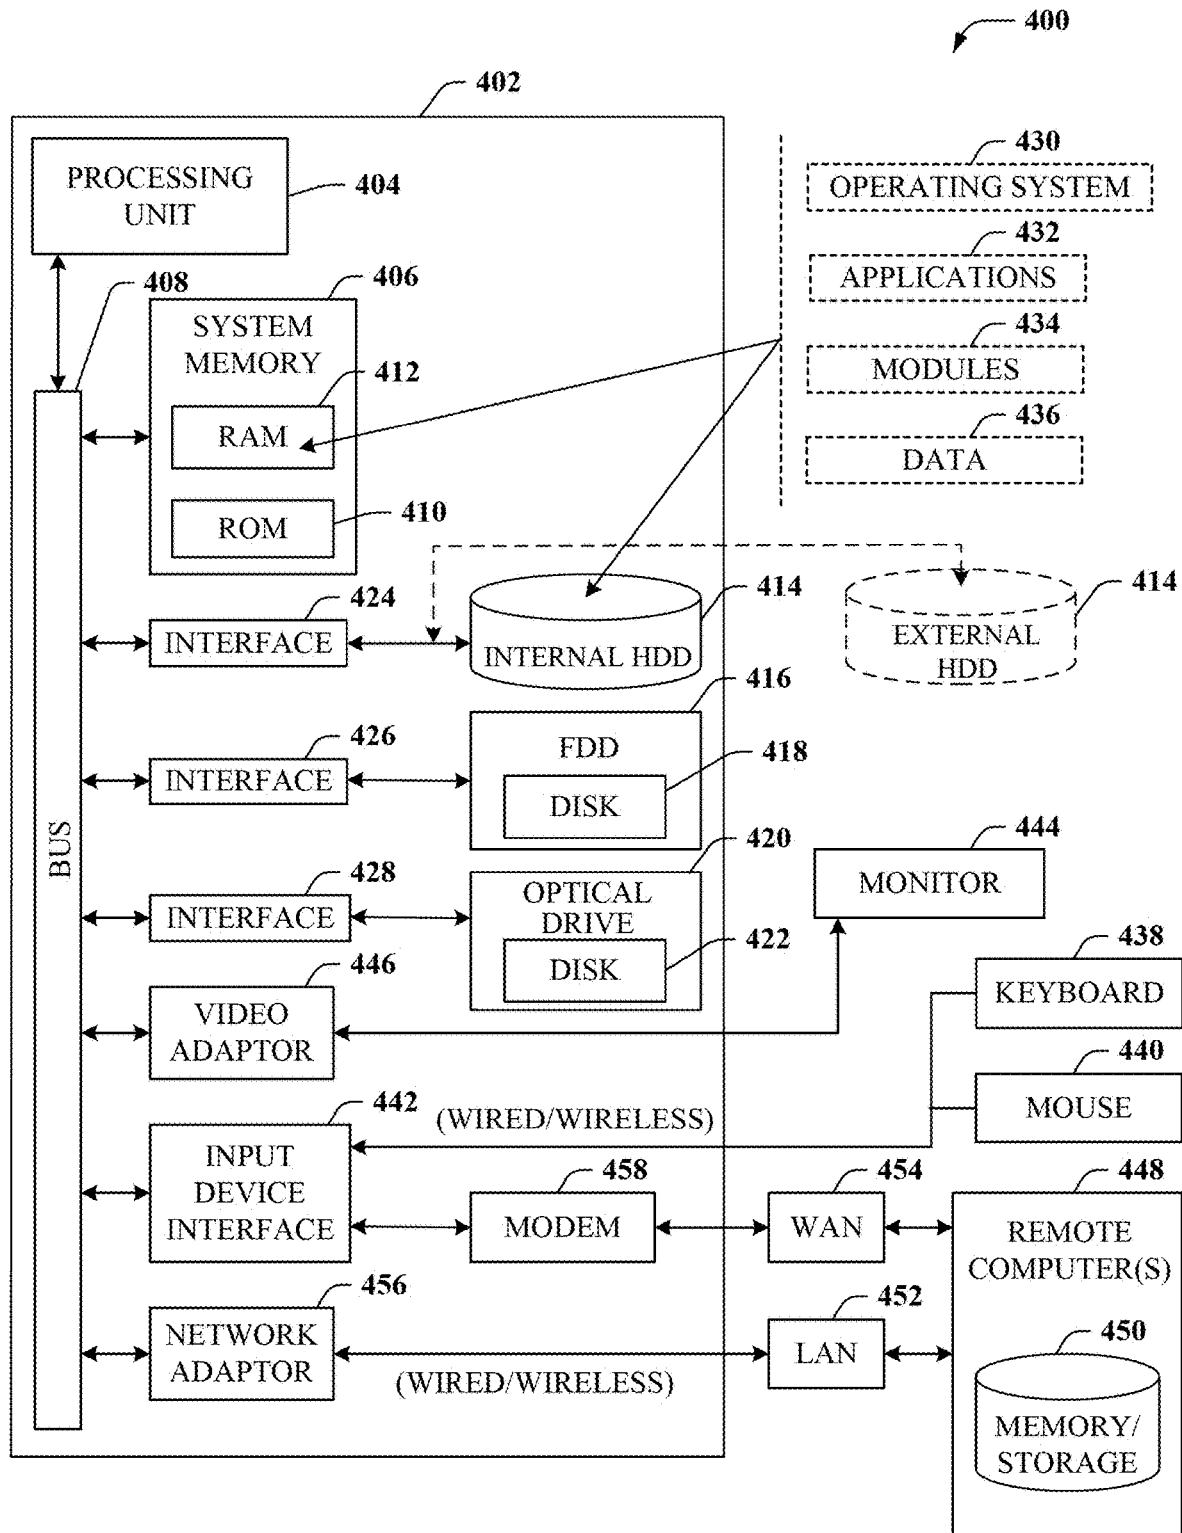 400
402
PROCESSING
UNIT
404
408
406
SYSTEM
MEMORY
412
RAM
410
ROM
430
OPERATING SYSTEM
432
APPLICATIONS
434
MODULES
436
DATA
424
INTERFACE
414
INTERNAL HDD
414
EXTERNAL
HDD
416
426
INTERFACE
FDD
418
DISK
BUS
420
428
INTERFACE
OPTICAL
DRIVE
422
DISK
444
MONITOR
446
VIDEO
ADAPTOR
438
KEYBOARD
440
MOUSE
442
(WIRED/WIRELESS)
INPUT
DEVICE
INTERFACE
458
MODEM
454
WAN
448
REMOTE
COMPUTER(S)
456
NETWORK
ADAPTOR
(WIRED/WIRELESS)
452
LAN
450
MEMORY/
STORAGE